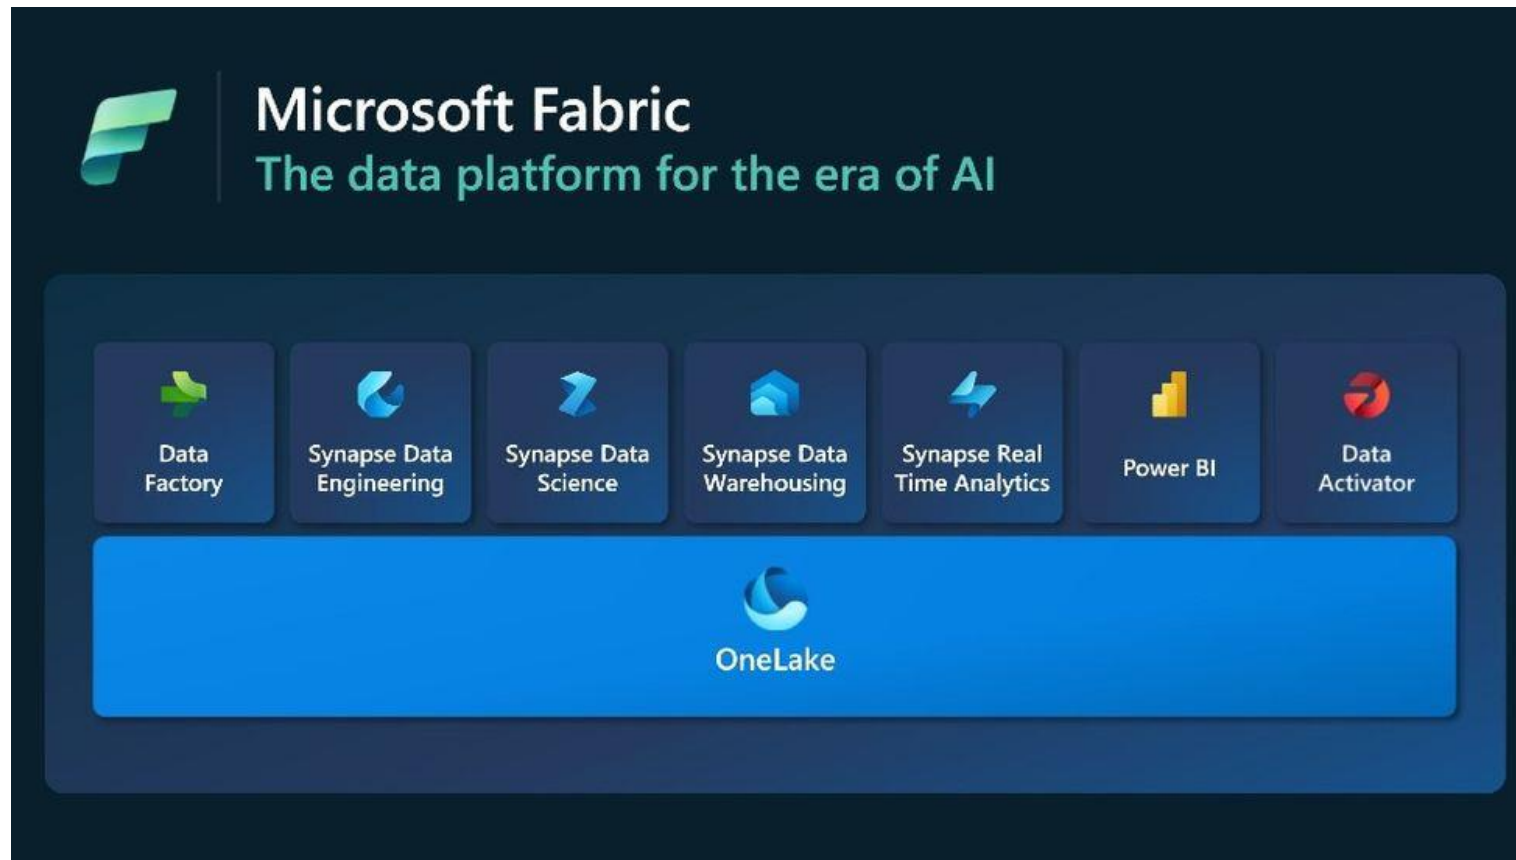 Microsoft Fabric
The data platform for the era of AI
Data
Factory
Synapse Data
Engineering
Synapse Data
Science
Synapse Data
Warehousing
Synapse Real
Time Analytics
Power BI
Data
Activator
OneLake